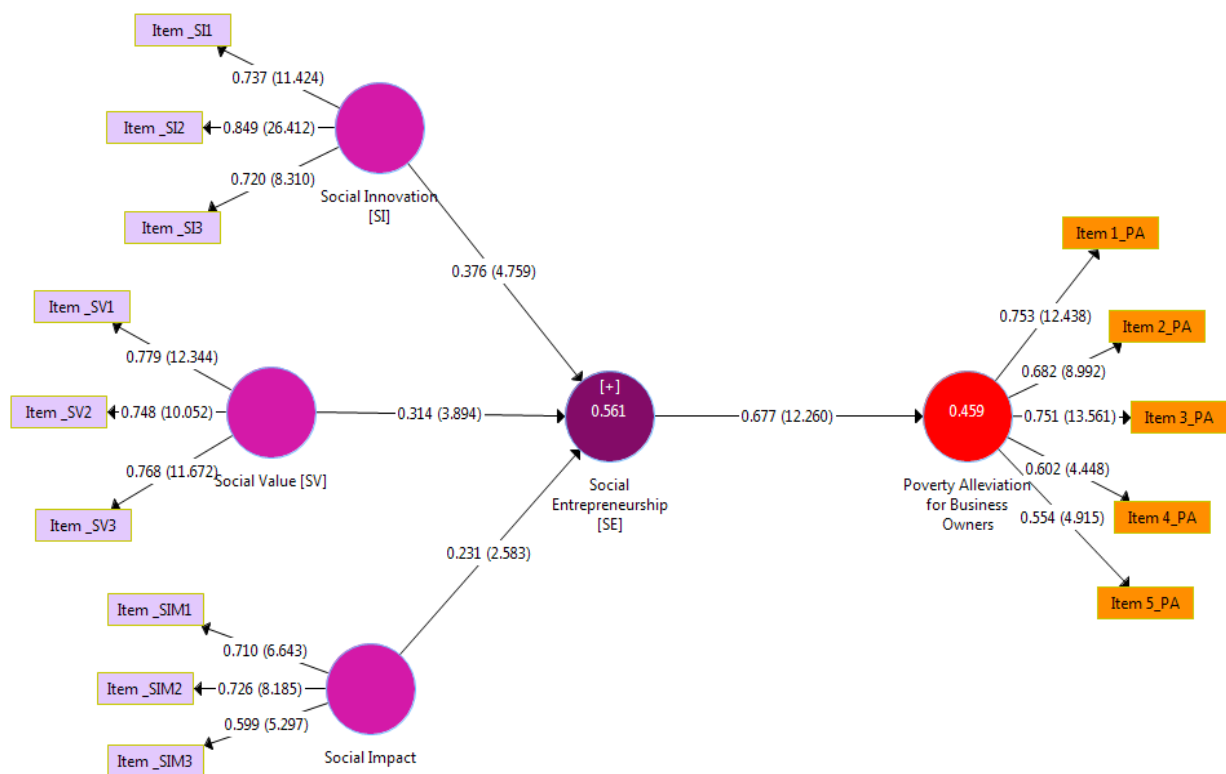 Item _SI1
0.737 (11.424)
Item _SI2
0.849 (26.412)
0.720 (8.310)
Item _SI3
Social Innovation
[SI]
0.376 (4.759)
Item _SV1
0.779 (12.344)
Item _SV2
0.748 (10.052)
0.768 (11.672)
Item _SV3
Social Value [SV]
0.314 (3.894)
[+]
0.561
Social
Entrepreneurship
[SE]
0.231 (2.583)
Item _SIM1
0.710 (6.643)
Item _SIM2
0.726 (8.185)
0.599 (5.297)
Item _SIM3
Social Impact
0.677 (12.260)
0.459
Poverty Alleviation
for Business
Owners
Item 1_PA
0.753 (12.438)
Item 2_PA
0.682 (8.992)
0.751 (13.561)
Item 3_PA
0.602 (4.448)
Item 4_PA
0.554 (4.915)
Item 5_PA